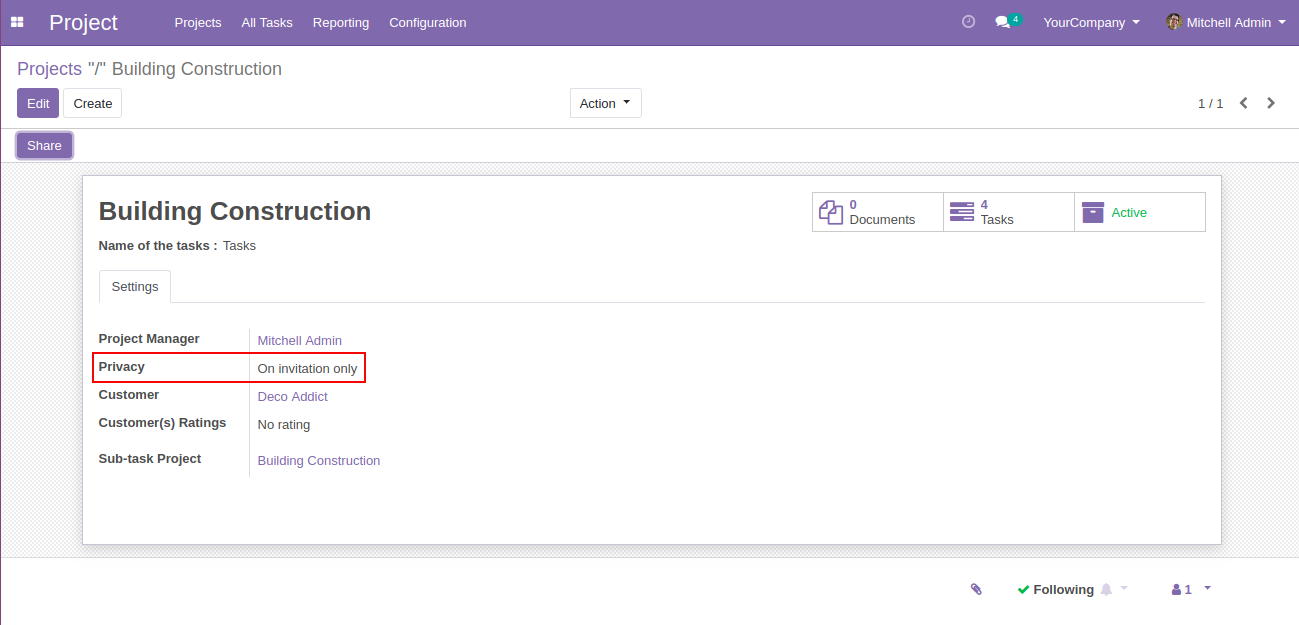 Project Projects All Tasks Reporting Configuration 4 YourCompany Mitchell Admin
Projects "/" Building Construction
Edit Create Action 1 / 1
Share
Building Construction
0 Documents
4 Tasks
Active
Name of the tasks : Tasks
Settings
Project Manager Mitchell Admin
Privacy On invitation only
Customer Deco Addict
Customer(s) Ratings No rating
Sub-task Project Building Construction
Following 1